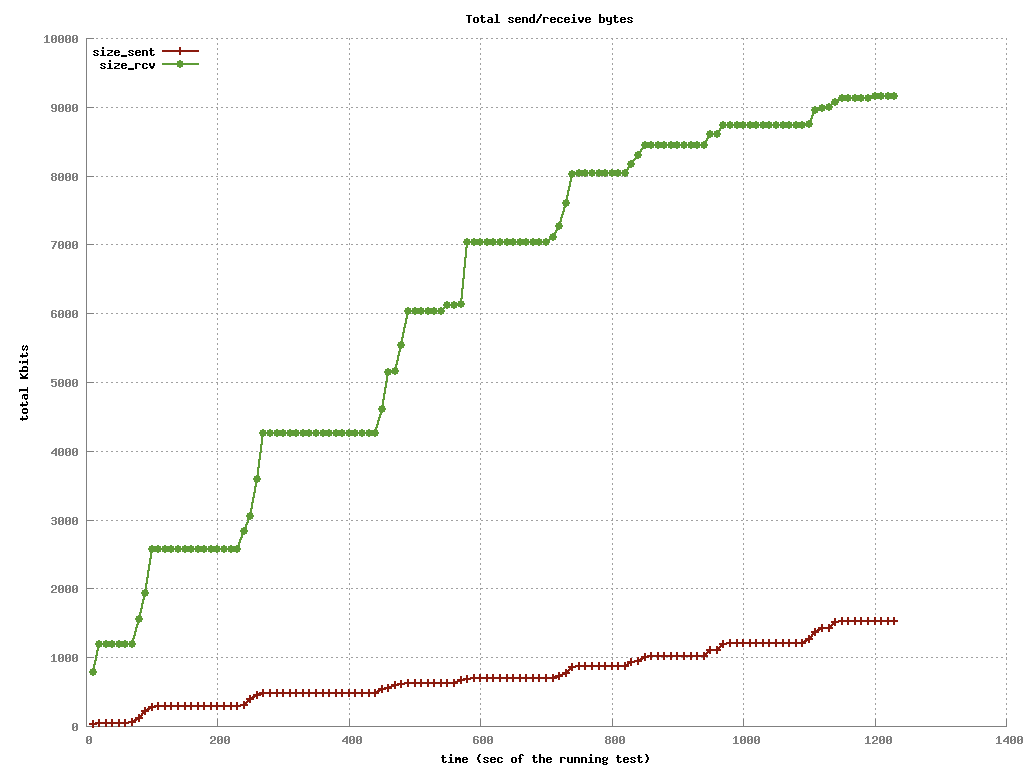 Total send/receive bytes
size_sent
size_rcv
10000
9000
8000
7000
6000
5000
4000
3000
2000
1000
0
total Kbits
0 200 400 600 800 1000 1200 1400
time (sec of the running test)